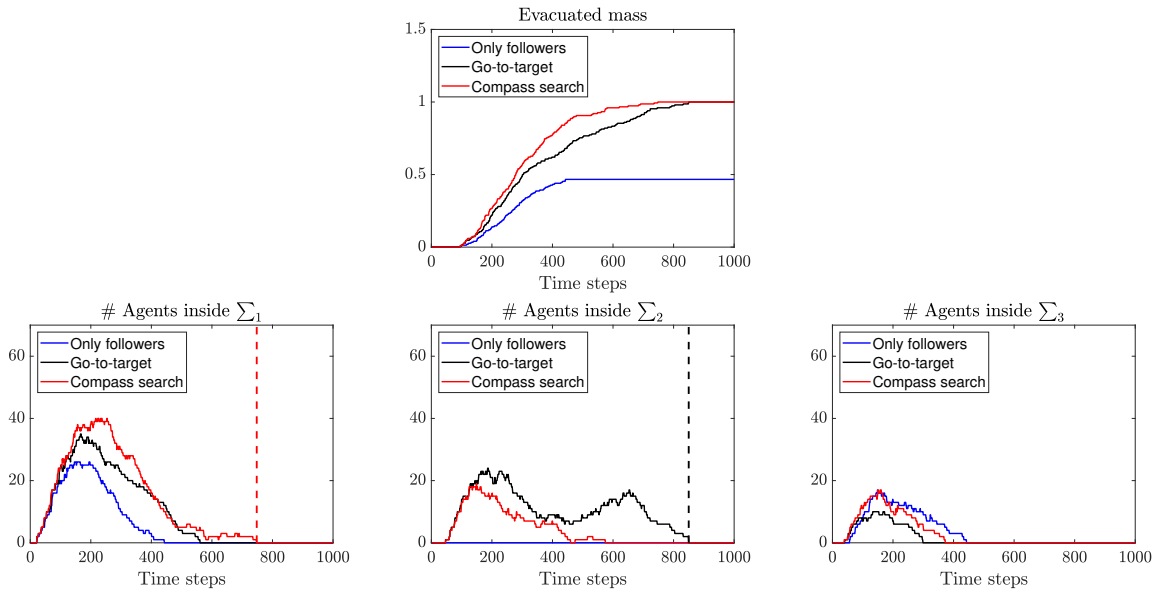 Evacuated mass
1.5
1
0.5
0
Only followers
Go-to-target
Compass search
0 200 400 600 800 1000
Time steps
# Agents inside ∑₁
60
40
20
0
Only followers
Go-to-target
Compass search
0 200 400 600 800 1000
Time steps
# Agents inside ∑₂
60
40
20
0
Only followers
Go-to-target
Compass search
0 200 400 600 800 1000
Time steps
# Agents inside ∑₃
60
40
20
0
Only followers
Go-to-target
Compass search
0 200 400 600 800 1000
Time steps